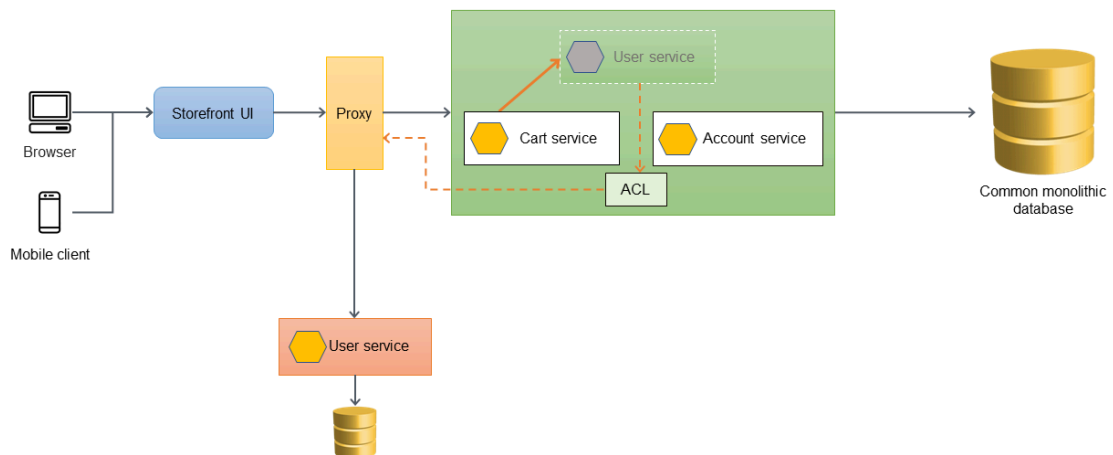 User service
Browser
Storefront UI
Proxy
Cart service
Account service
ACL
Common monolithic
database
Mobile client
User service